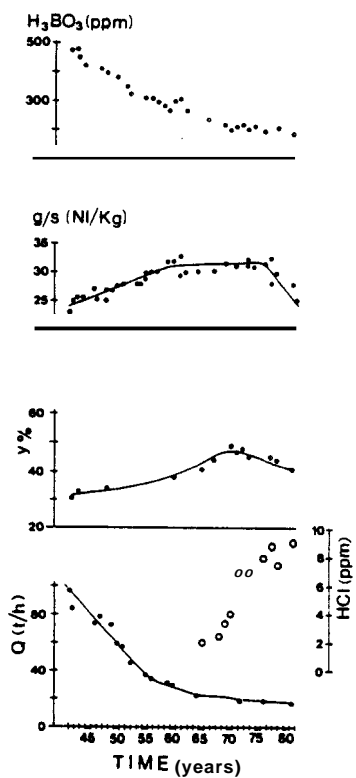 H₃BO₃(ppm)
500
300
g/s (Nl/Kg)
35
30
25
y%
60
40
20
Q (t/h)
80
40
0
HCl (ppm)
10
8
6
4
2
0
45 50 55 60 65 70 75 80
TIME (years)